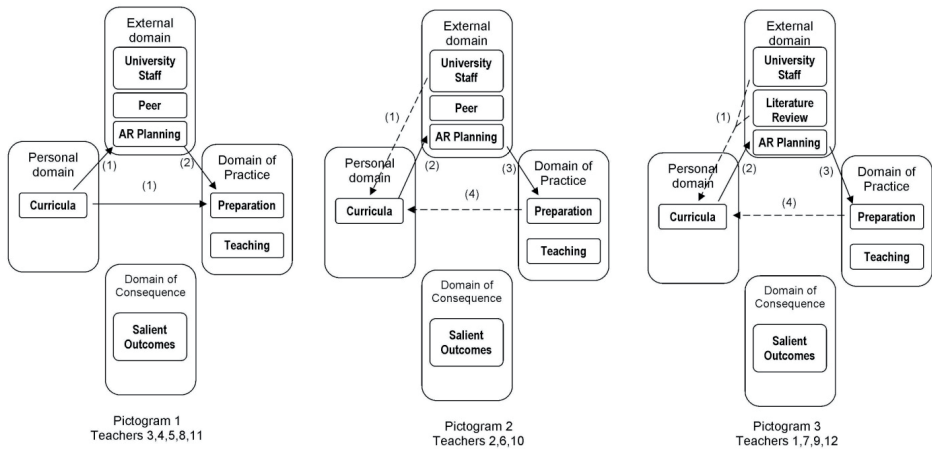 External
domain
University
Staff
Peer
AR Planning
(1)
(2)
Personal
domain
Curricula
(1)
Domain of
Practice
Preparation
Teaching
Domain of
Consequence
Salient
Outcomes
Pictogram 1
Teachers 3,4,5,8,11
External
domain
University
Staff
Peer
AR Planning
(1)
(2)
(3)
Personal
domain
Curricula
(4)
Domain of
Practice
Preparation
Teaching
Domain of
Consequence
Salient
Outcomes
Pictogram 2
Teachers 2,6,10
External
domain
University
Staff
Literature
Review
AR Planning
(1)
(2)
(3)
Personal
domain
Curricula
(4)
Domain of
Practice
Preparation
Teaching
Domain of
Consequence
Salient
Outcomes
Pictogram 3
Teachers 1,7,9,12